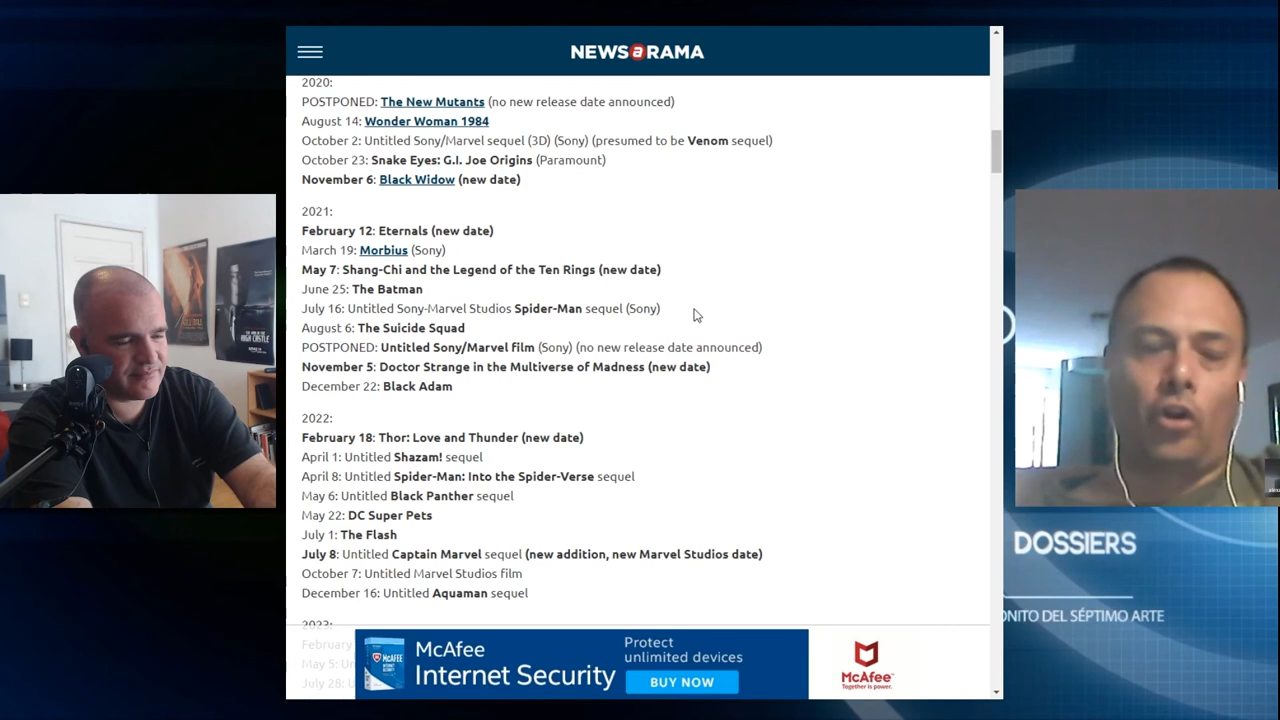 NEWSaRAMA
2020:
POSTPONED: The New Mutants (no new release date announced)
August 14: Wonder Woman 1984
October 2: Untitled Sony/Marvel sequel (3D) (Sony) (presumed to be Venom sequel)
October 23: Snake Eyes: G.I. Joe Origins (Paramount)
November 6: Black Widow (new date)
2021:
February 12: Eternals (new date)
March 19: Morbius (Sony)
May 7: Shang-Chi and the Legend of the Ten Rings (new date)
June 25: The Batman
July 16: Untitled Sony-Marvel Studios Spider-Man sequel (Sony)
August 6: The Suicide Squad
POSTPONED: Untitled Sony/Marvel film (Sony) (no new release date announced)
November 5: Doctor Strange in the Multiverse of Madness (new date)
December 22: Black Adam
2022:
February 18: Thor: Love and Thunder (new date)
April 1: Untitled Shazam! sequel
April 8: Untitled Spider-Man: Into the Spider-Verse sequel
May 6: Untitled Black Panther sequel
May 22: DC Super Pets
July 1: The Flash
July 8: Untitled Captain Marvel sequel (new addition, new Marvel Studios date)
October 7: Untitled Marvel Studios film
December 16: Untitled Aquaman sequel
2023:
February
May 5:
July 28:
McAfee
Internet Security
Protect
unlimited devices
BUY NOW
McAfee
Together is power.
DOSSIERS
ONITO DEL SÉPTIMO ARTE
HIGH CASTLE